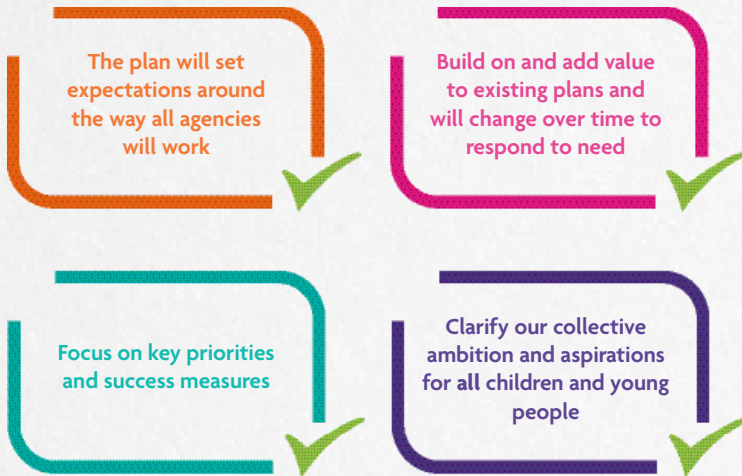 The plan will set
expectations around
the way all agencies
will work
Build on and add value
to existing plans and
will change over time to
respond to need
Focus on key priorities
and success measures
Clarify our collective
ambition and aspirations
for all children and young
people